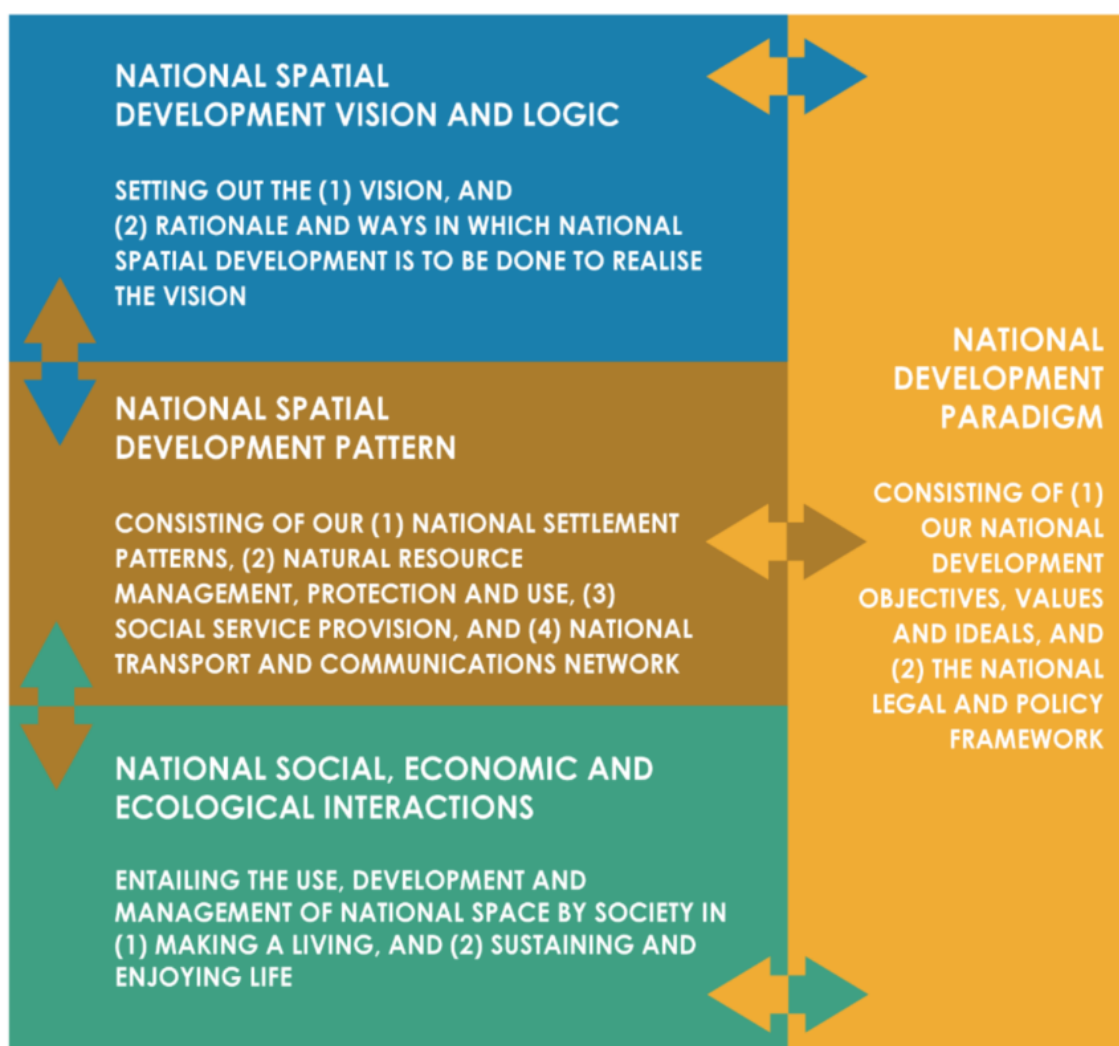 NATIONAL SPATIAL
DEVELOPMENT VISION AND LOGIC
SETTING OUT THE (1) VISION, AND
(2) RATIONALE AND WAYS IN WHICH NATIONAL
SPATIAL DEVELOPMENT IS TO BE DONE TO REALISE
THE VISION
NATIONAL SPATIAL
DEVELOPMENT PATTERN
CONSISTING OF OUR (1) NATIONAL SETTLEMENT
PATTERNS, (2) NATURAL RESOURCE
MANAGEMENT, PROTECTION AND USE, (3)
SOCIAL SERVICE PROVISION, AND (4) NATIONAL
TRANSPORT AND COMMUNICATIONS NETWORK
NATIONAL SOCIAL, ECONOMIC AND
ECOLOGICAL INTERACTIONS
ENTAILING THE USE, DEVELOPMENT AND
MANAGEMENT OF NATIONAL SPACE BY SOCIETY IN
(1) MAKING A LIVING, AND (2) SUSTAINING AND
ENJOYING LIFE
NATIONAL
DEVELOPMENT
PARADIGM
CONSISTING OF (1)
OUR NATIONAL
DEVELOPMENT
OBJECTIVES, VALUES
AND IDEALS, AND
(2) THE NATIONAL
LEGAL AND POLICY
FRAMEWORK